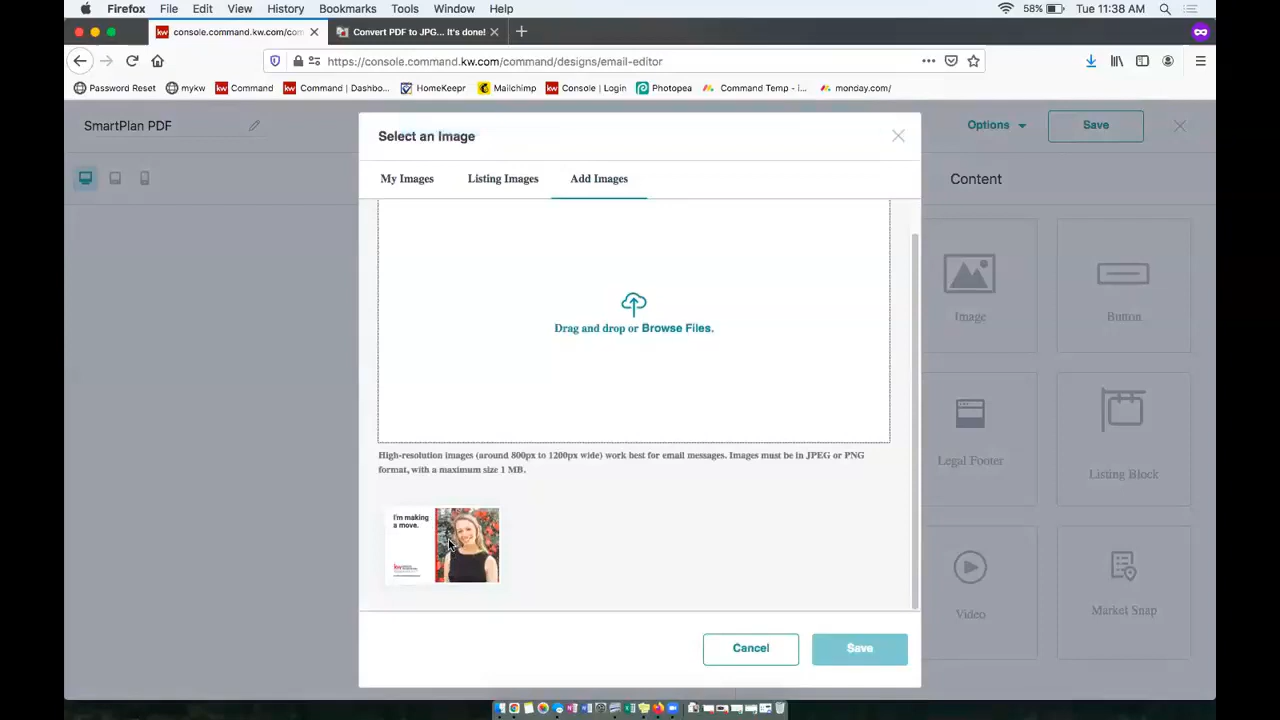 Firefox File Edit View History Bookmarks Tools Window Help 58% Tue 11:38 AM
kw console.command.kw.com/com Convert PDF to JPG... It's done!
https://console.command.kw.com/command/designs/email-editor
Password Reset mykw kw Command kw Command | Dashbo... HomeKeepr Mailchimp kw Console | Login Photopea Command Temp - i... monday.com/
SmartPlan PDF Options Save
Select an Image
My Images Listing Images Add Images Content
Drag and drop or Browse Files.
Image Button
High-resolution images (around 800px to 1200px wide) work best for email messages. Images must be in JPEG or PNG
format, with a maximum size 1 MB.
Legal Footer Listing Block
I'm making
a move.
kw
Video Market Snap
Cancel Save